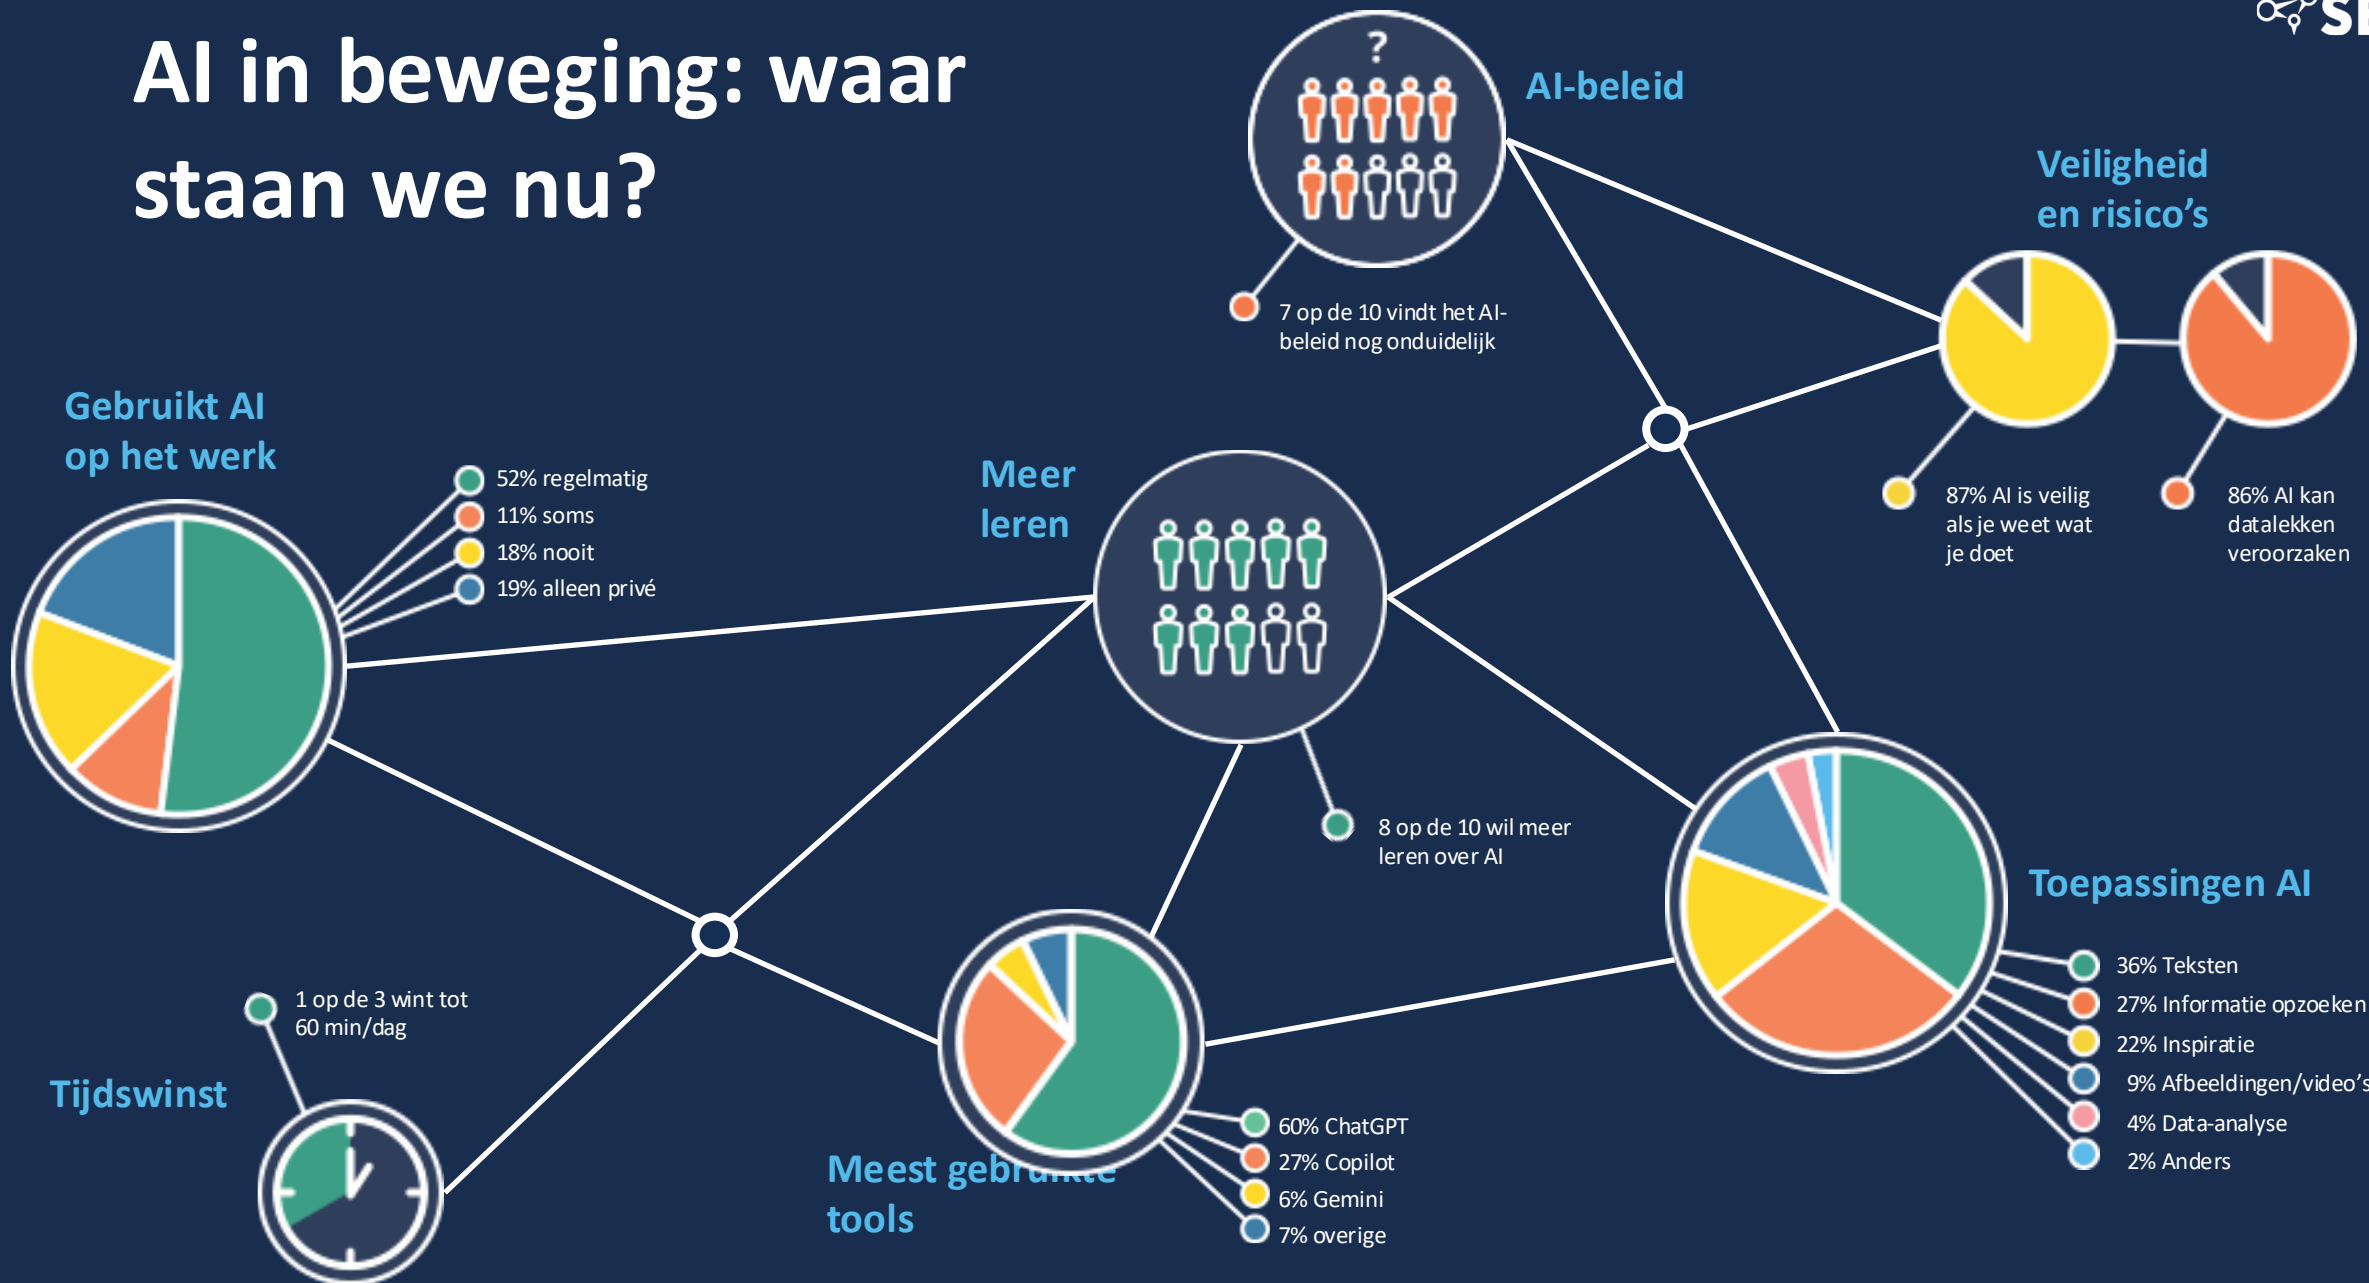 AI in beweging: waar
staan we nu?
?
AI-beleid
7 op de 10 vindt het AI-
beleid nog onduidelijk
Veiligheid
en risico’s
87% AI is veilig
als je weet wat
je doet
86% AI kan
datalekken
veroorzaken
Gebruikt AI
op het werk
52% regelmatig
11% soms
18% nooit
19% alleen privé
Meer
leren
8 op de 10 wil meer
leren over AI
Toepassingen AI
36% Teksten
27% Informatie opzoeken
22% Inspiratie
9% Afbeeldingen/video’s
4% Data-analyse
2% Anders
1 op de 3 wint tot
60 min/dag
Tijdswinst
Meest gebruikte
tools
60% ChatGPT
27% Copilot
6% Gemini
7% overige